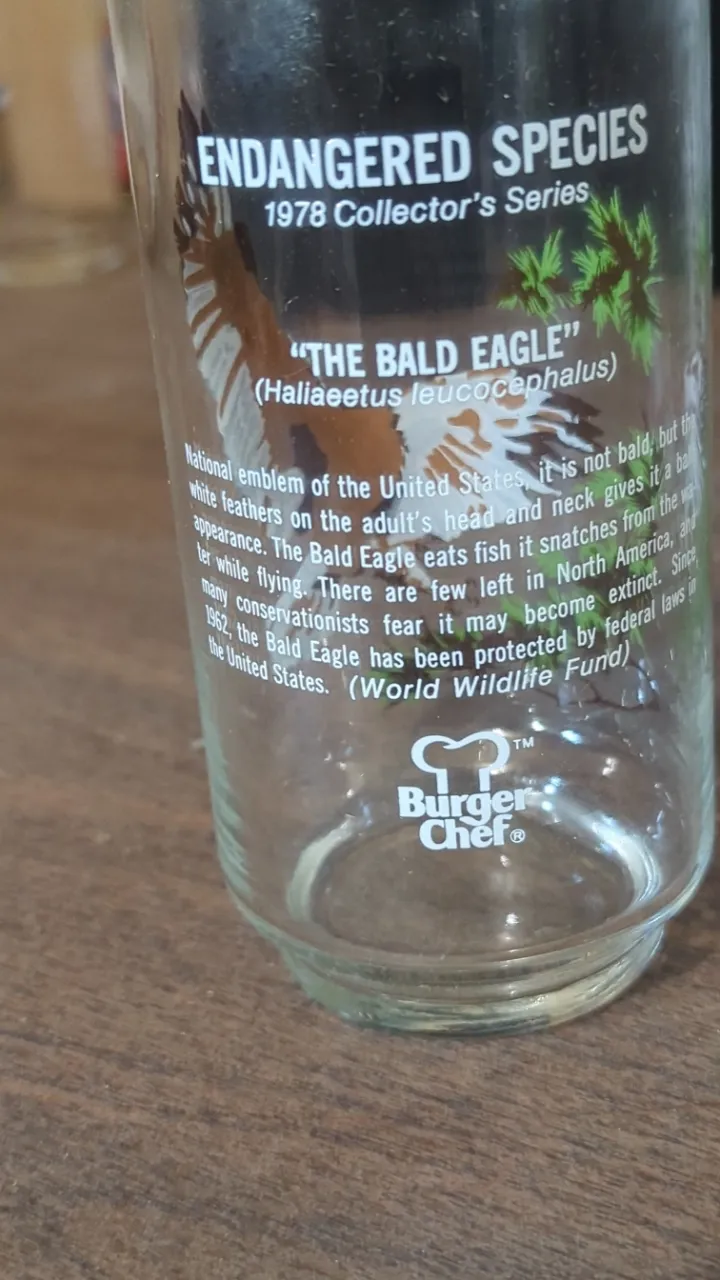 ENDANGERED SPECIES
1978 Collector's Series
“THE BALD EAGLE”
(Haliaeetus leucocephalus)
National emblem of the United States, it is not bald, but the
white feathers on the adult's head and neck gives it a
appearance. The Bald Eagle eats fish it snatches from the wa-
ter while flying. There are few left in North America, and
many conservationists fear it may become extinct. Since
1962, the Bald Eagle has been protected by federal laws in
the United States. (World Wildlife Fund)
TM
Burger
Chef®